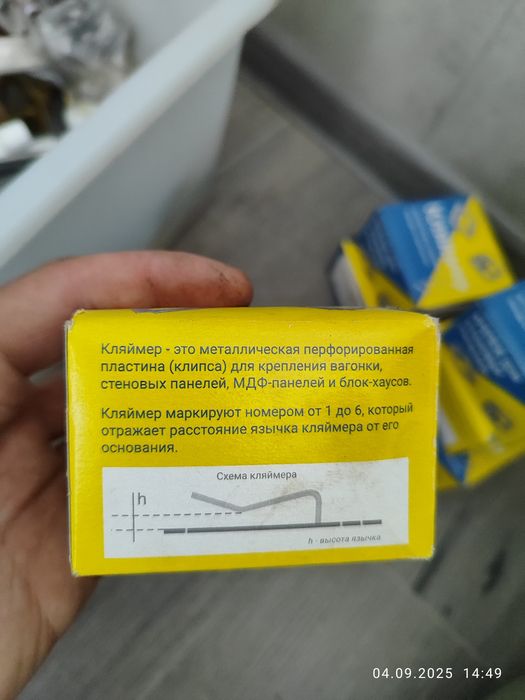 Кляймер - это металлическая перфорированная
пластина (клипса) для крепления вагонки,
стеновых панелей, МДФ-панелей и блок-хаусов.
Кляймер маркируют номером от 1 до 6, который
отражает расстояние язычка кляймера от его
основания.
Схема кляймера
h
h - высота язычка
04.09.2025 14:49